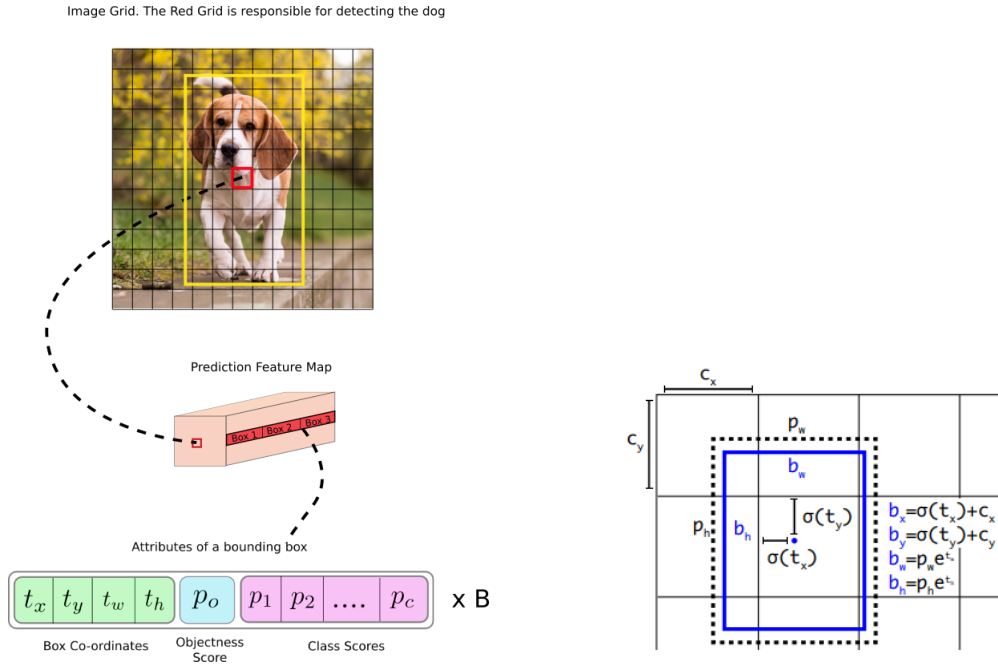 Image Grid. The Red Grid is responsible for detecting the dog
Prediction Feature Map
Box 1 Box 2 Box 3
Attributes of a bounding box
t_x t_y t_w t_h p_o p_1 p_2 .... p_c x B
Box Co-ordinates Objectness Score Class Scores
c_x
c_y
p_w
b_w
p_h
b_h
σ(t_y)
σ(t_x)
b_x=σ(t_x)+c_x
b_y=σ(t_y)+c_y
b_w=p_w e^t_w
b_h=p_h e^t_h